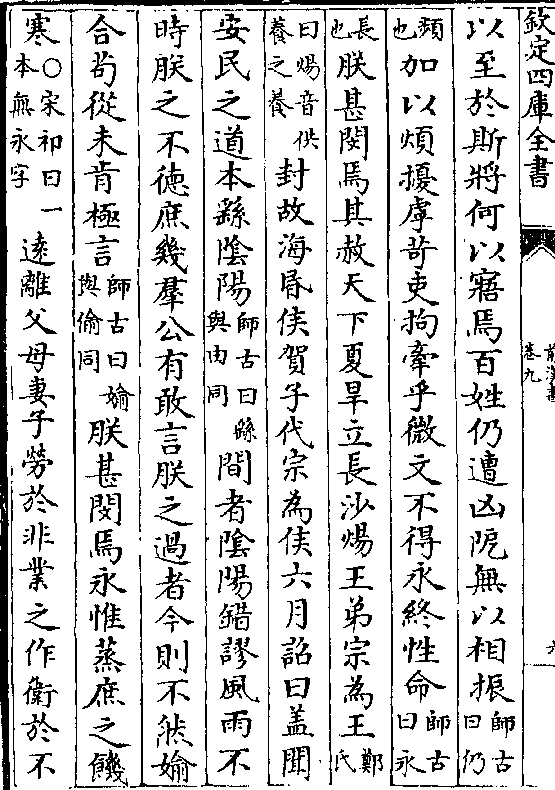 欽定四庫全書
前漢書
卷九
以至於斯將何以寤焉百姓仍遭凶阨無以相振師古曰仍
頻也加以煩擾虖苛吏拘牽乎微文不得永終性命師古曰永
長也朕甚閔焉其赦天下夏旱立長沙煬王弟宗為王鄭氏
曰煬音供養之養封故海昬侯賀子代宗為侯六月詔曰盖聞
安民之道本繇隂陽師古曰繇與由同間者隂陽錯謬風雨不
時朕之不徳庶幾羣公有敢言朕之過者今則不然媮
合茍從未肯極言師古曰媮與偷同朕甚閔焉永惟蒸庶之饑
寒○宋祁曰一本無永字逺離父母妻子勞於非業之作衛於不